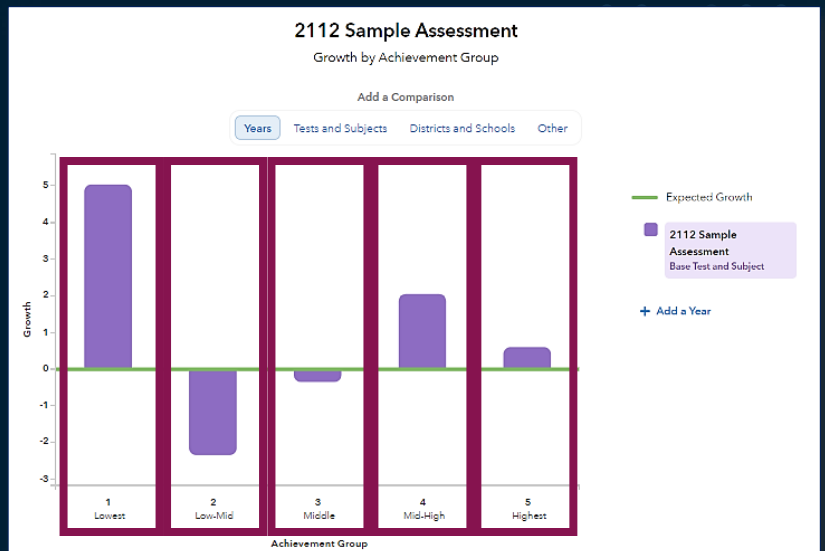 2112 Sample Assessment
Growth by Achievement Group
Add a Comparison
Years Tests and Subjects Districts and Schools Other
5
4
3
2
1
0
-1
-2
-3
Growth
1 2 3 4 5
Lowest Low-Mid Middle Mid-High Highest
Achievement Group
Expected Growth
2112 Sample
Assessment
Base Test and Subject
+ Add a Year